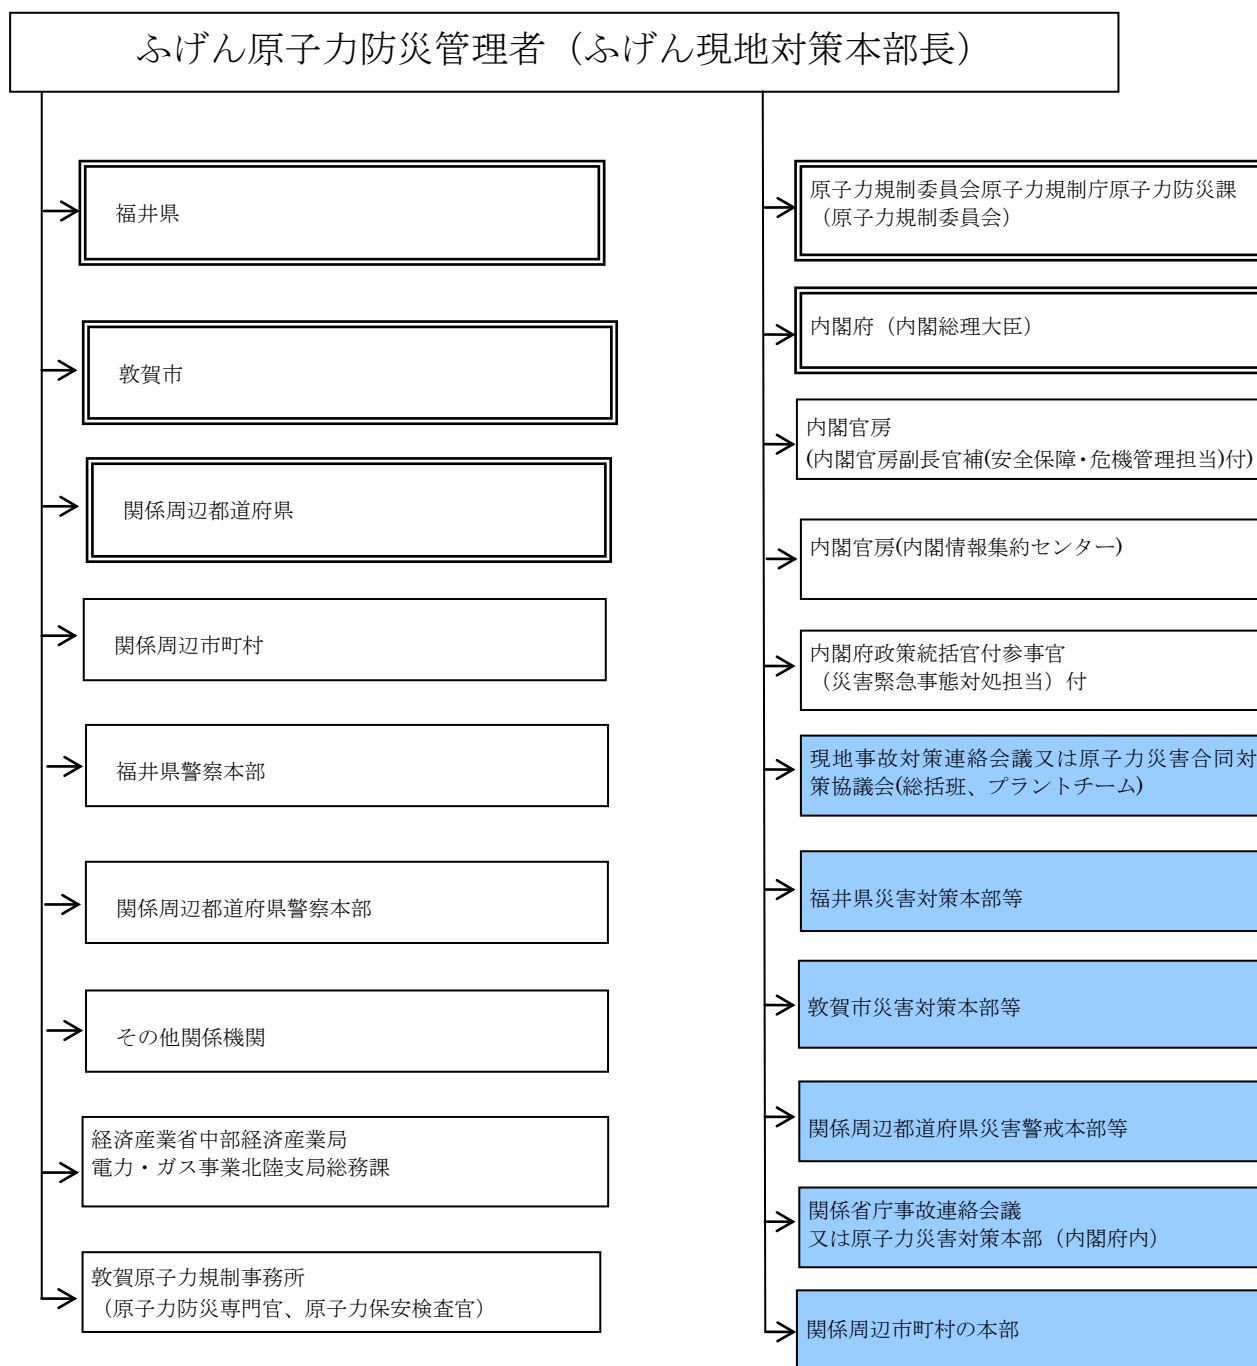 ふげん原子力防災管理者（ふげん現地対策本部長）
福井県
敦賀市
関係周辺都道府県
関係周辺市町村
福井県警察本部
関係周辺都道府県警察本部
その他関係機関
経済産業省中部経済産業局
電力・ガス事業北陸支局総務課
敦賀原子力規制事務所
（原子力防災専門官、原子力保安検査官）
原子力規制委員会原子力規制庁原子力防災課
（原子力規制委員会）
内閣府（内閣総理大臣）
内閣官房
(内閣官房副長官補(安全保障・危機管理担当)付)
内閣官房(内閣情報集約センター)
内閣府政策統括官付参事官
（災害緊急事態対処担当）付
現地事故対策連絡会議又は原子力災害合同対
策協議会(総括班、プラントチーム)
福井県災害対策本部等
敦賀市災害対策本部等
関係周辺都道府県災害警戒本部等
関係省庁事故連絡会議
又は原子力災害対策本部（内閣府内）
関係周辺市町村の本部